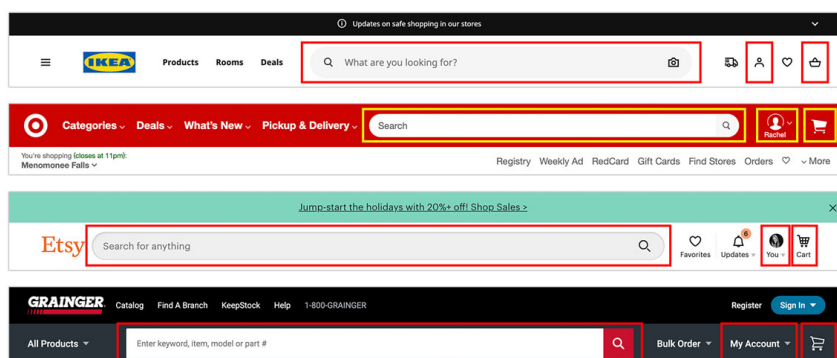 Updates on safe shopping in our stores
IKEA Products Rooms Deals What are you looking for?
Categories Deals What's New Pickup & Delivery Search Rachel
You're shopping (closes at 11pm):
Menomonee Falls Registry Weekly Ad RedCard Gift Cards Find Stores Orders More
Jump-start the holidays with 20%+ off! Shop Sales >
6
Etsy Search for anything Favorites Updates You Cart
GRAINGER. Catalog Find A Branch KeepStock Help 1-800-GRAINGER Register Sign In
All Products Enter keyword, item, model or part # Bulk Order My Account